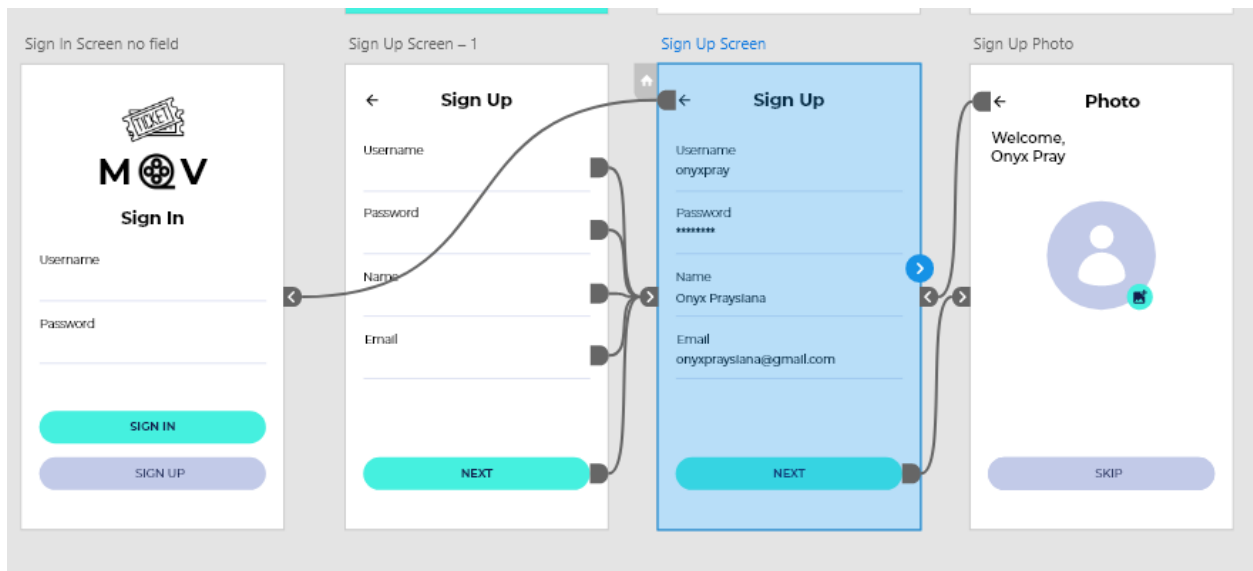 Sign In Screen no field
TICKET
MOV
Sign In
Username
Password
SIGN IN
SIGN UP
Sign Up Screen – 1
Sign Up
Username
Password
Name
Email
NEXT
Sign Up Screen
Sign Up
Username
onyxpray
Password
********
Name
Onyx Praysiana
Email
onyxpraysiana@gmail.com
NEXT
Sign Up Photo
Photo
Welcome,
Onyx Pray
SKIP